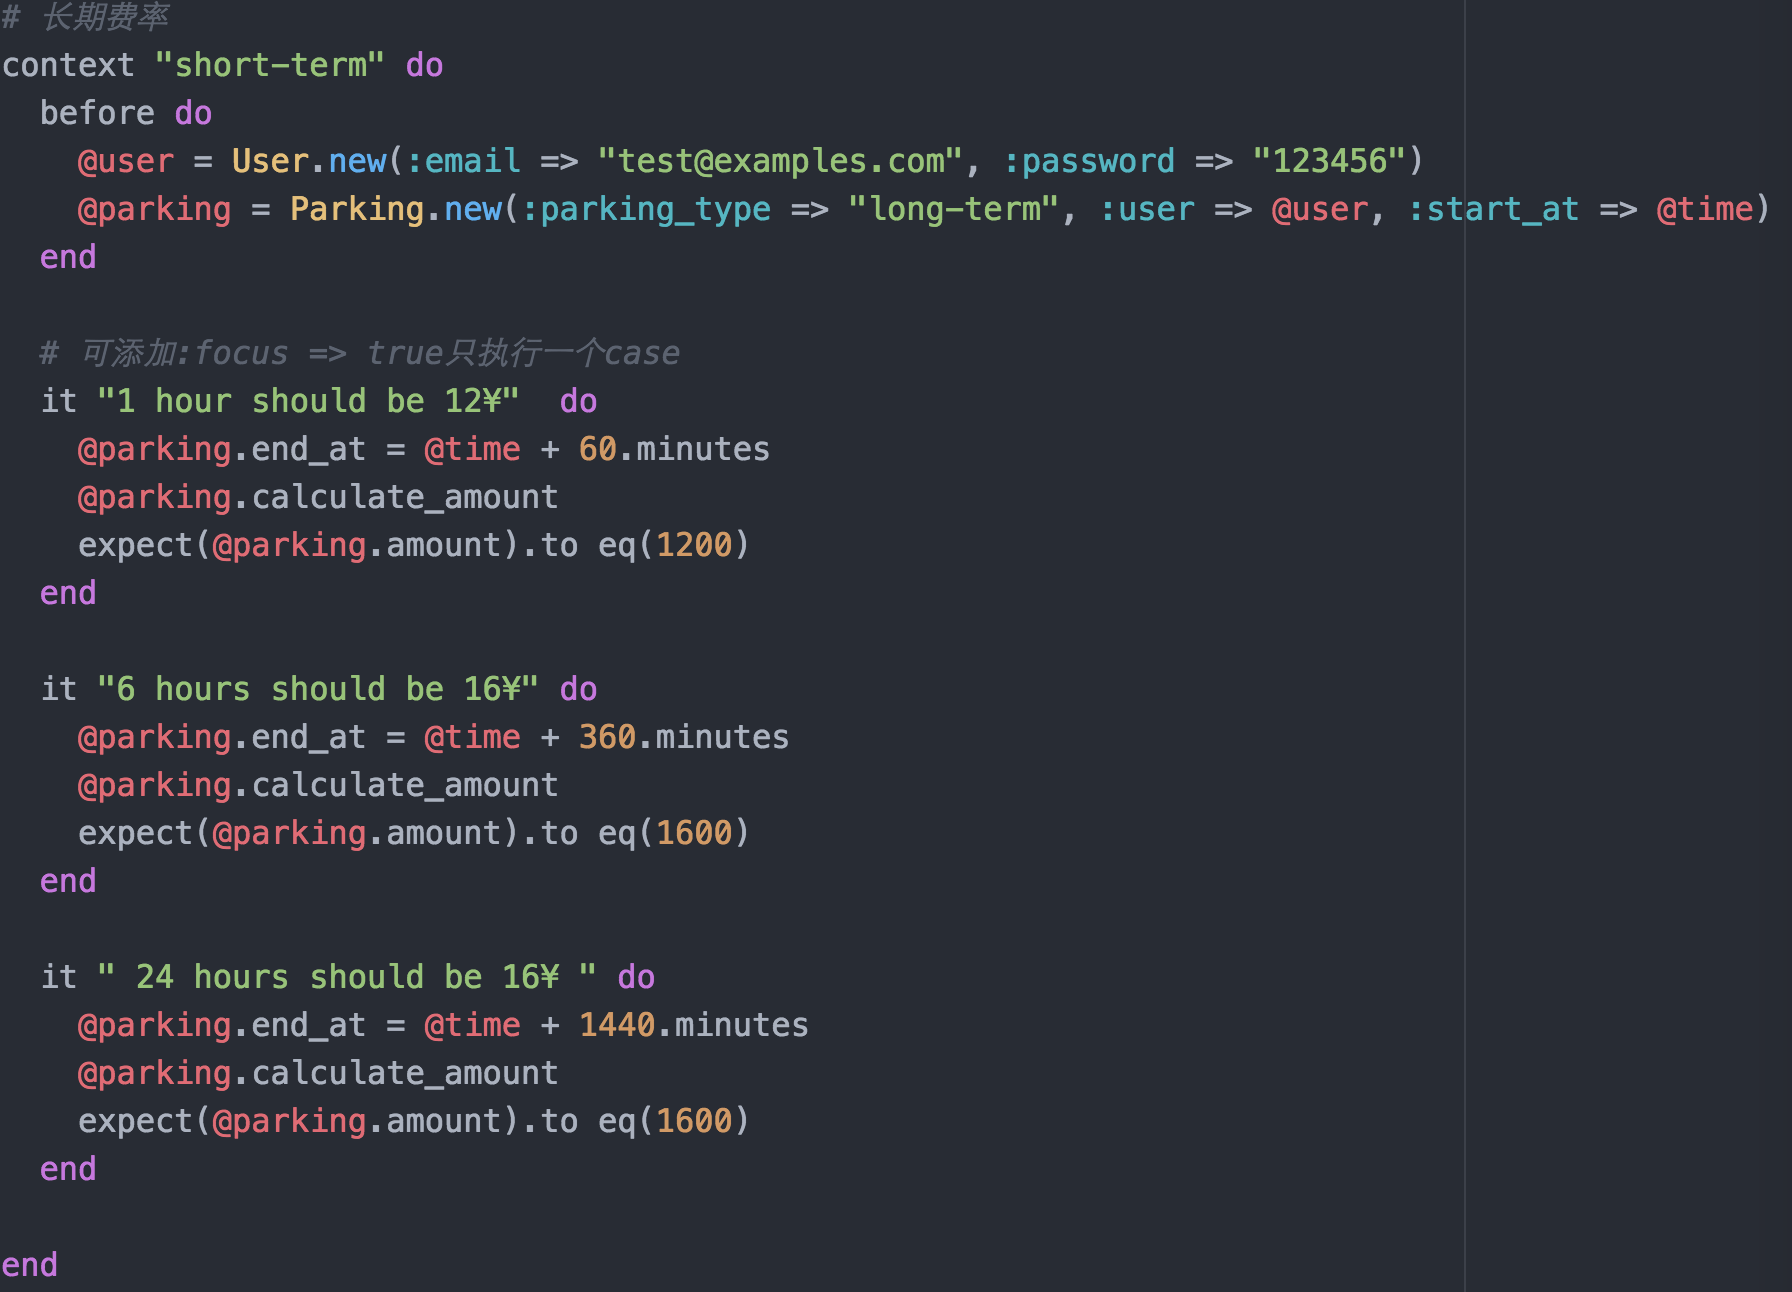 # 长期费率
context "short-term" do
  before do
    @user = User.new(:email => "test@examples.com", :password => "123456")
    @parking = Parking.new(:parking_type => "long-term", :user => @user, :start_at => @time)
  end

  # 可添加:focus => true只执行一个case
  it "1 hour should be 12¥"  do
    @parking.end_at = @time + 60.minutes
    @parking.calculate_amount
    expect(@parking.amount).to eq(1200)
  end

  it "6 hours should be 16¥" do
    @parking.end_at = @time + 360.minutes
    @parking.calculate_amount
    expect(@parking.amount).to eq(1600)
  end

  it " 24 hours should be 16¥ " do
    @parking.end_at = @time + 1440.minutes
    @parking.calculate_amount
    expect(@parking.amount).to eq(1600)
  end

end